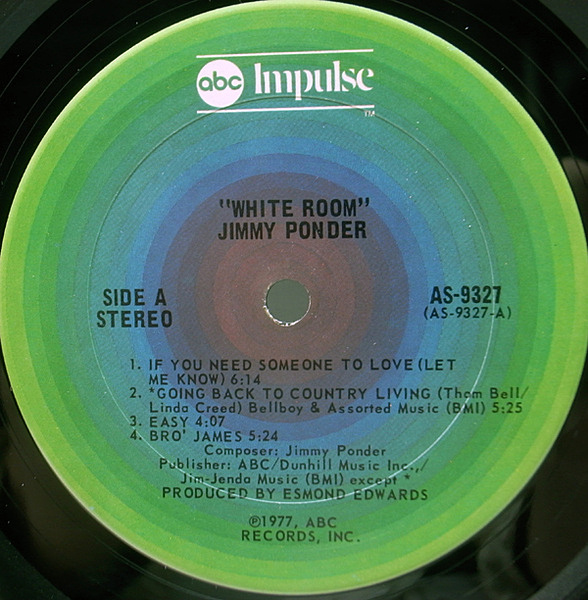 abc Impulse
TM
"WHITE ROOM"
JIMMY PONDER
SIDE A
STEREO
AS-9327
(AS-9327-A)
1. IF YOU NEED SOMEONE TO LOVE (LET
ME KNOW) 6:14
2. *GOING BACK TO COUNTRY LIVING (Thom Bell/
Linda Creed) Bellboy & Assorted Music (BMI) 5:25
3. EASY 4:07
4. BRO' JAMES 5:24
Composer: Jimmy Ponder
Publisher: ABC/Dunhill Music Inc.,/
Jim-Jenda Music (BMI) except *
PRODUCED BY ESMOND EDWARDS
℗1977, ABC
RECORDS, INC.